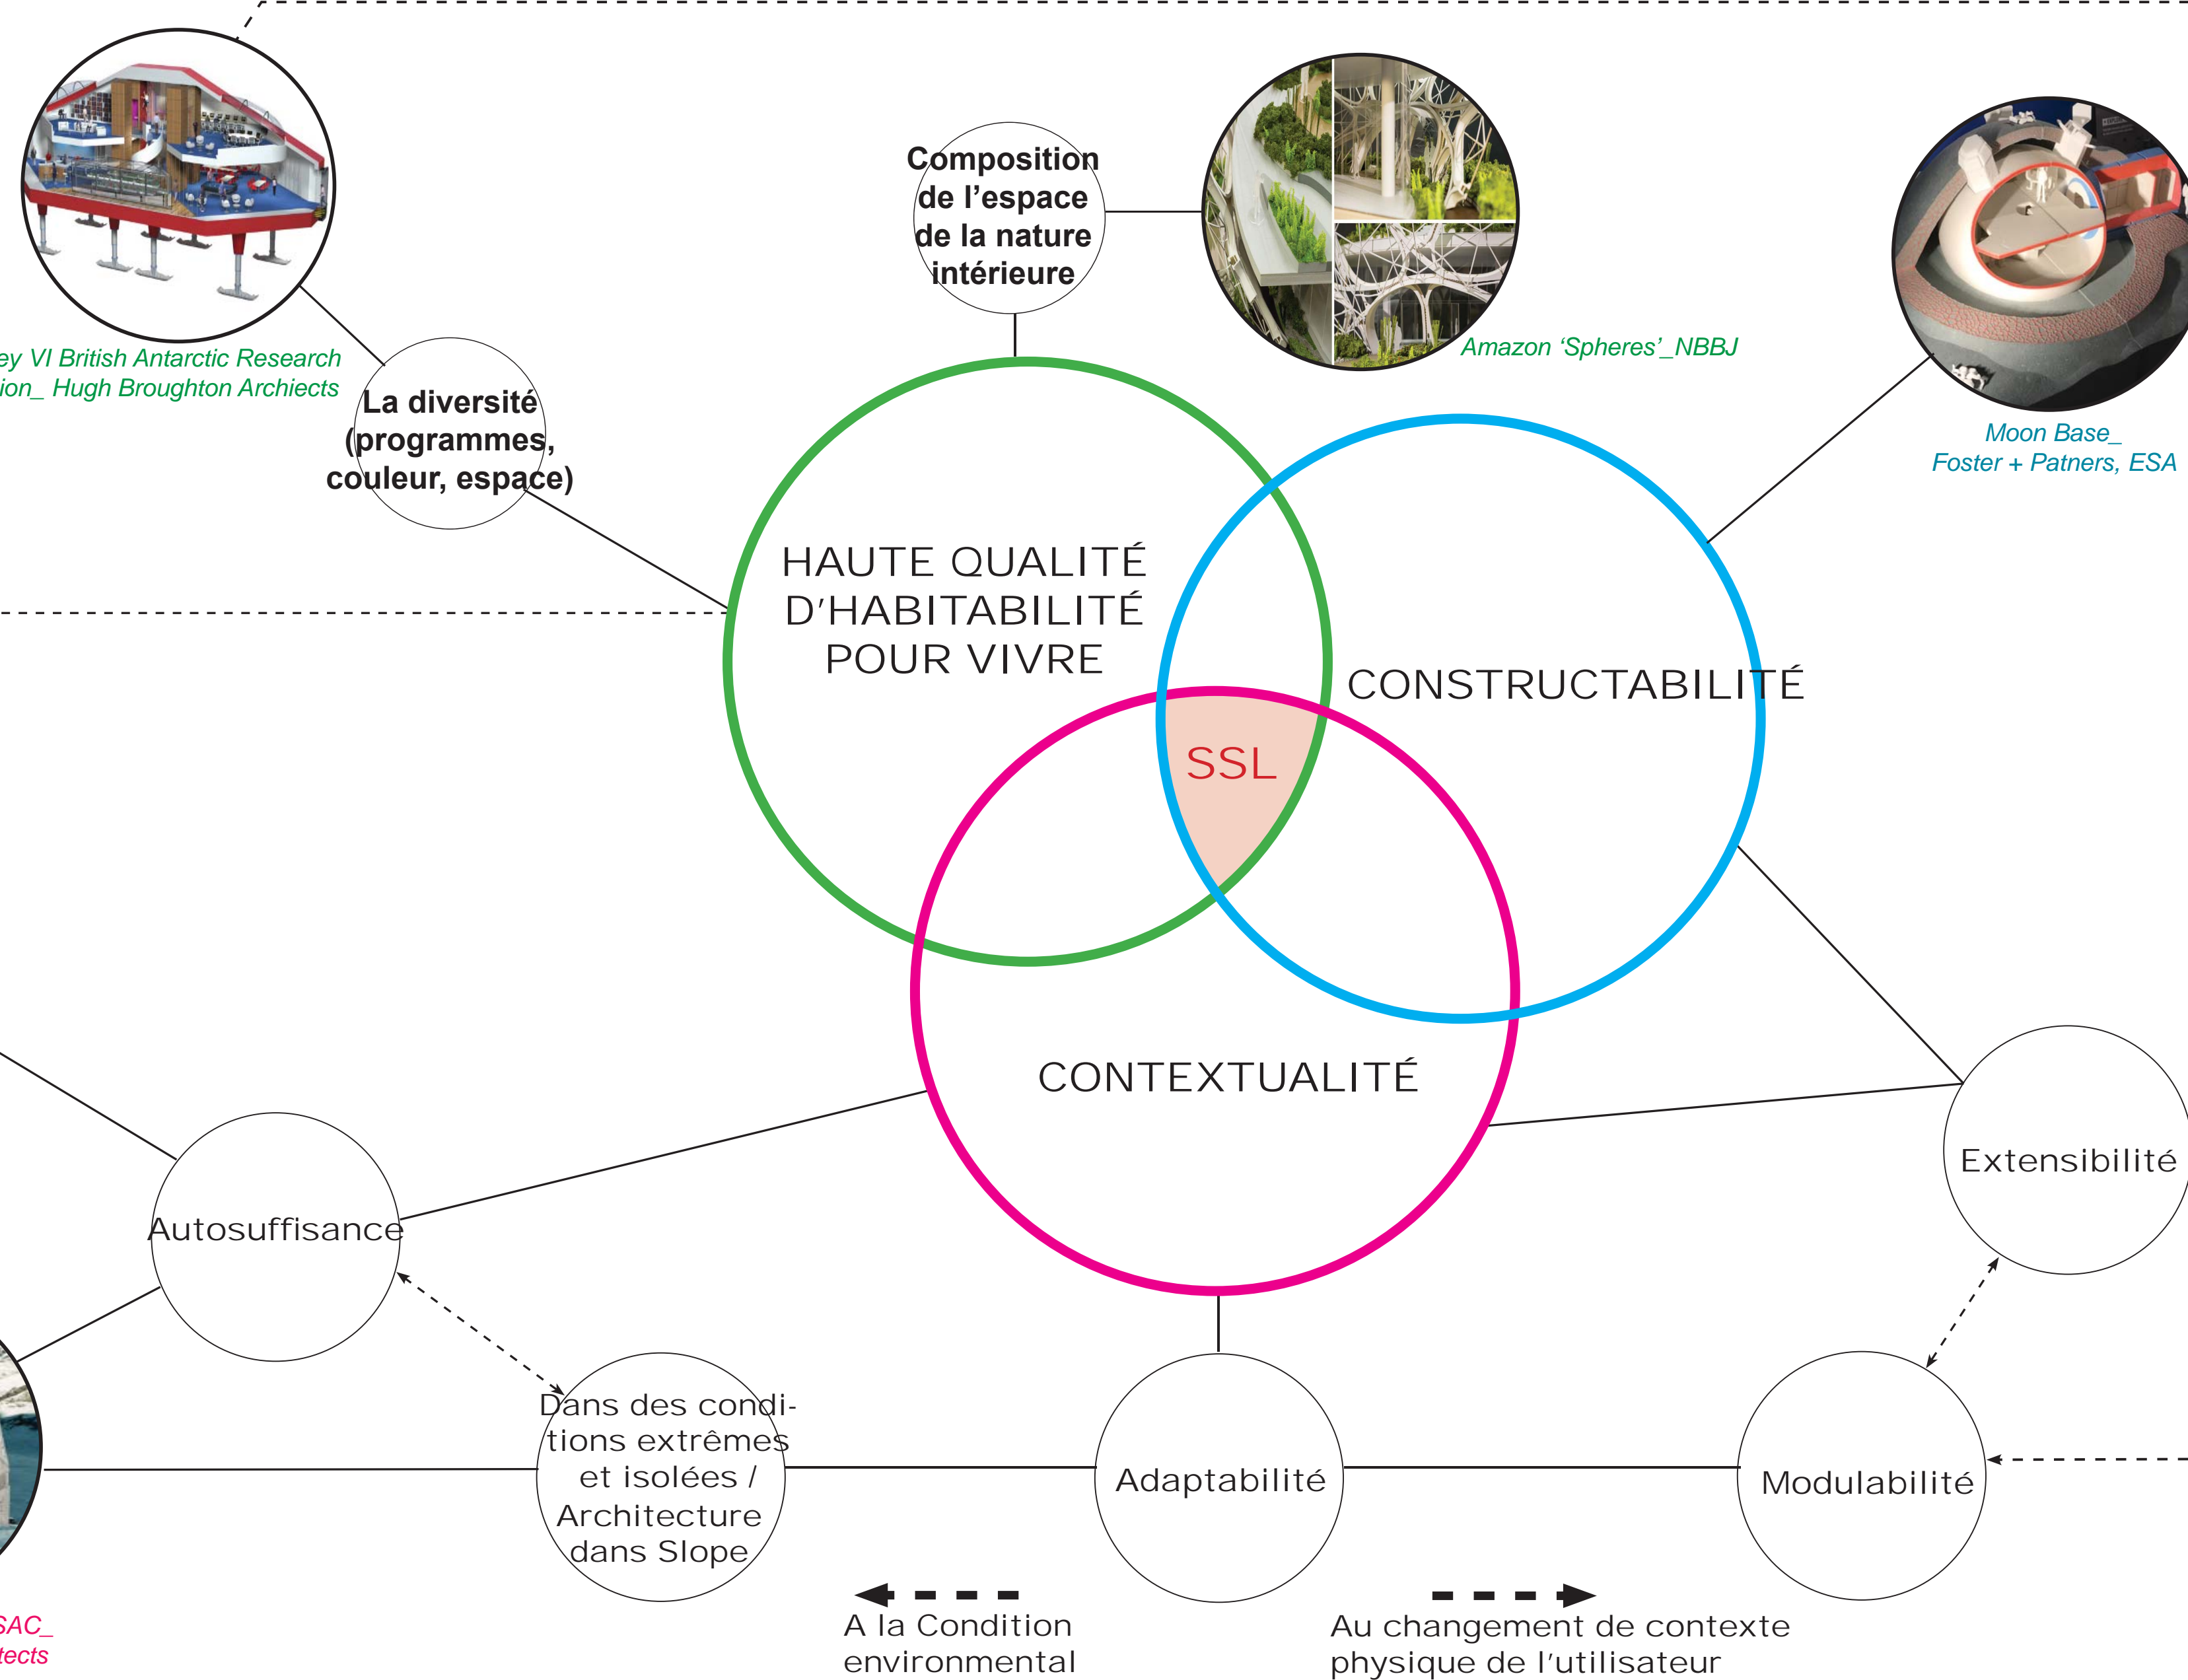 Composition
de l’espace
de la nature
intérieure
Amazon ‘Spheres’_NBBJ
ey VI British Antarctic Research
ion_ Hugh Broughton Archiects
La diversité
(programmes,
couleur, espace)
Moon Base_
Foster + Patners, ESA
HAUTE QUALITÉ
D’HABITABILITÉ
POUR VIVRE
CONSTRUCTABILITÉ
SSL
CONTEXTUALITÉ
Extensibilité
Autosuffisance
Dans des condi-
tions extrêmes
et isolées /
Architecture
dans Slope
Adaptabilité
Modulabilité
A la Condition
environmental
Au changement de contexte
physique de l’utilisateur
SAC_
tects